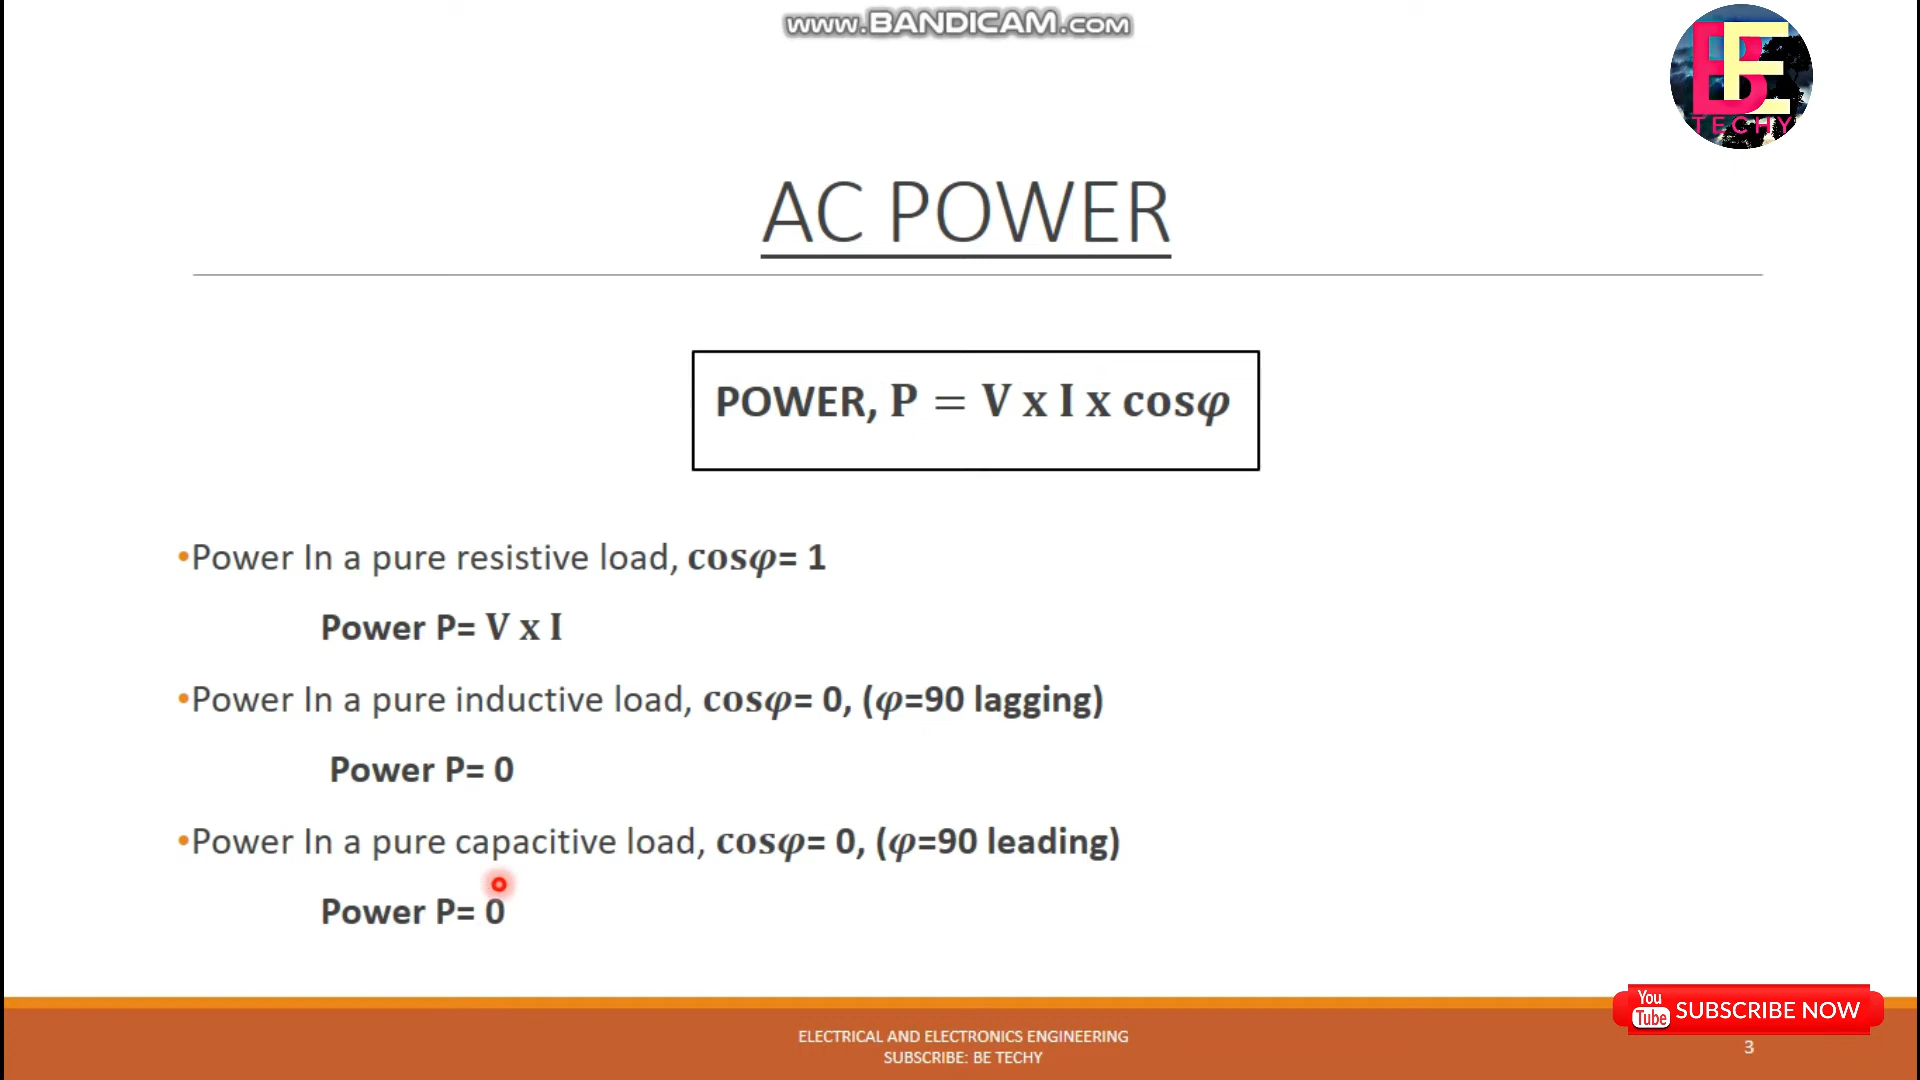 www.BANDICAM.com
BE
TECHY
AC POWER
POWER, P = V x I x cosφ
•Power In a pure resistive load, cosφ= 1
Power P= V x I
•Power In a pure inductive load, cosφ= 0, (φ=90 lagging)
Power P= 0
•Power In a pure capacitive load, cosφ= 0, (φ=90 leading)
Power P= 0
You Tube SUBSCRIBE NOW
ELECTRICAL AND ELECTRONICS ENGINEERING
SUBSCRIBE: BE TECHY
3